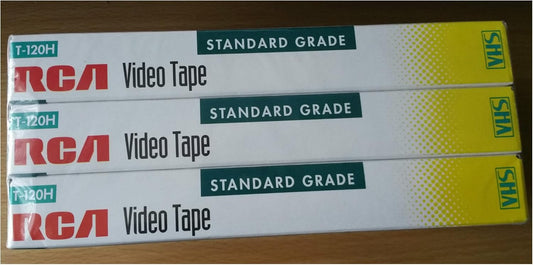 STANDARD GRADE
T-120H
RCA Video Tape
VHS
STANDARD GRADE
T-120H
RCA Video Tape
VHS
STANDARD GRADE
T-120H
RCA Video Tape
VHS